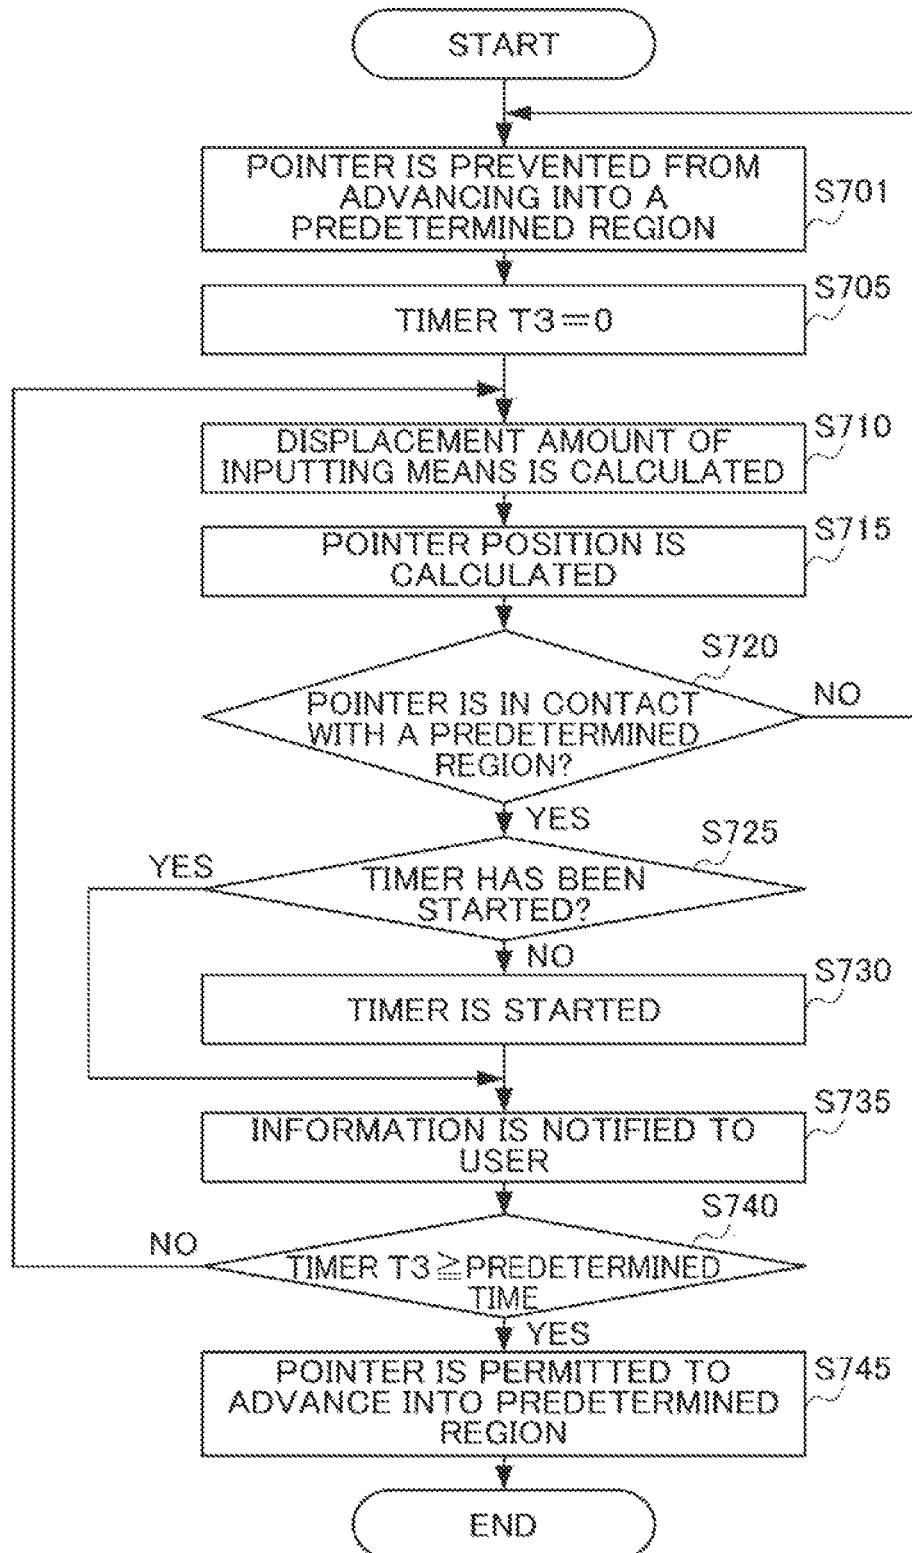 START
POINTER IS PREVENTED FROM
ADVANCING INTO A
PREDETERMINED REGION
S701
S705
TIMER T3=0
S710
DISPLACEMENT AMOUNT OF
INPUTTING MEANS IS CALCULATED
S715
POINTER POSITION IS
CALCULATED
S720
NO
POINTER IS IN CONTACT
WITH A PREDETERMINED
REGION?
YES
S725
YES
TIMER HAS BEEN
STARTED?
NO
S730
TIMER IS STARTED
S735
INFORMATION IS NOTIFIED TO
USER
S740
NO
TIMER T3≧PREDETERMINED
TIME
YES
S745
POINTER IS PERMITTED TO
ADVANCE INTO PREDETERMINED
REGION
END